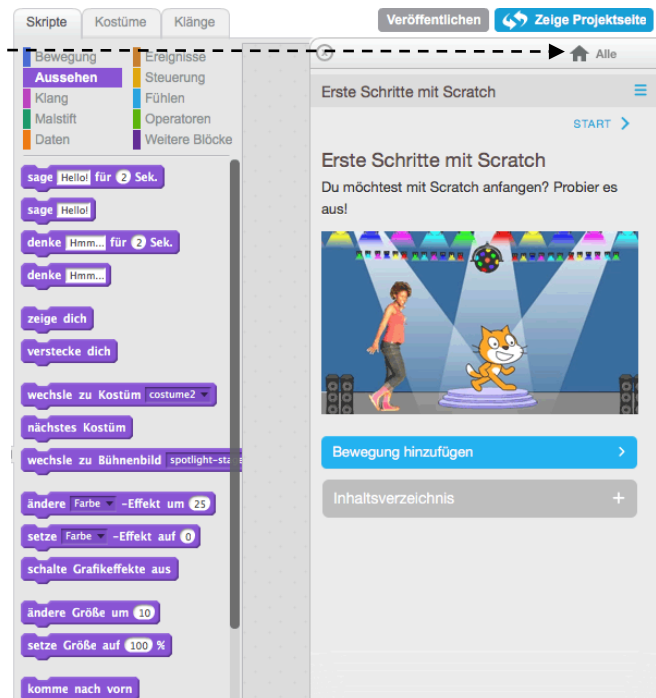 Skripte Kostüme Klänge
Veröffentlichen Zeige Projektseite
Bewegung Ereignisse
Aussehen Steuerung
Klang Fühlen
Malstift Operatoren
Daten Weitere Blöcke
sage Hello! für 2 Sek.
sage Hello!
denke Hmm... für 2 Sek.
denke Hmm...
zeige dich
verstecke dich
wechsle zu Kostüm costume2
nächstes Kostüm
wechsle zu Bühnenbild spotlight-stage
ändere Farbe -Effekt um 25
setze Farbe -Effekt auf 0
schalte Grafikeffekte aus
ändere Größe um 10
setze Größe auf 100 %
komme nach vorn
Alle
Erste Schritte mit Scratch
START
Erste Schritte mit Scratch
Du möchtest mit Scratch anfangen? Probier es
aus!
Bewegung hinzufügen
Inhaltsverzeichnis +